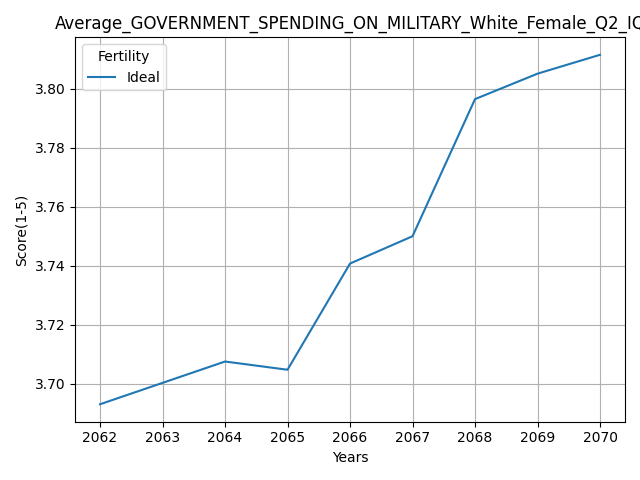 Average_GOVERNMENT_SPENDING_ON_MILITARY_White_Female_Q2_IQ
Fertility
Ideal
3.80
3.78
3.76
3.74
3.72
3.70
Score(1-5)
2062 2063 2064 2065 2066 2067 2068 2069 2070
Years